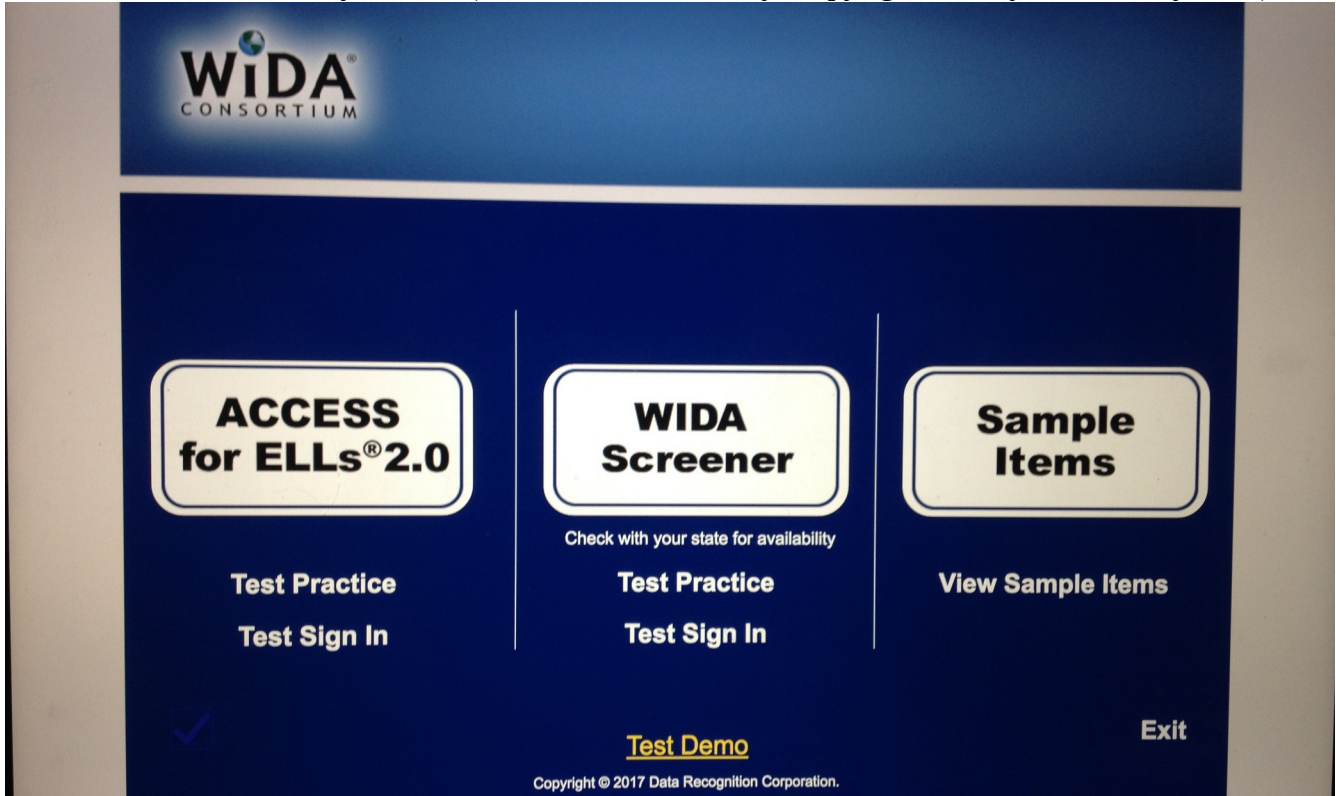 WiDA®
CONSORTIUM
ACCESS
for ELLs®2.0
Test Practice
Test Sign In
WIDA
Screener
Check with your state for availability
Test Practice
Test Sign In
Sample
Items
View Sample Items
Exit
Test Demo
Copyright © 2017 Data Recognition Corporation.